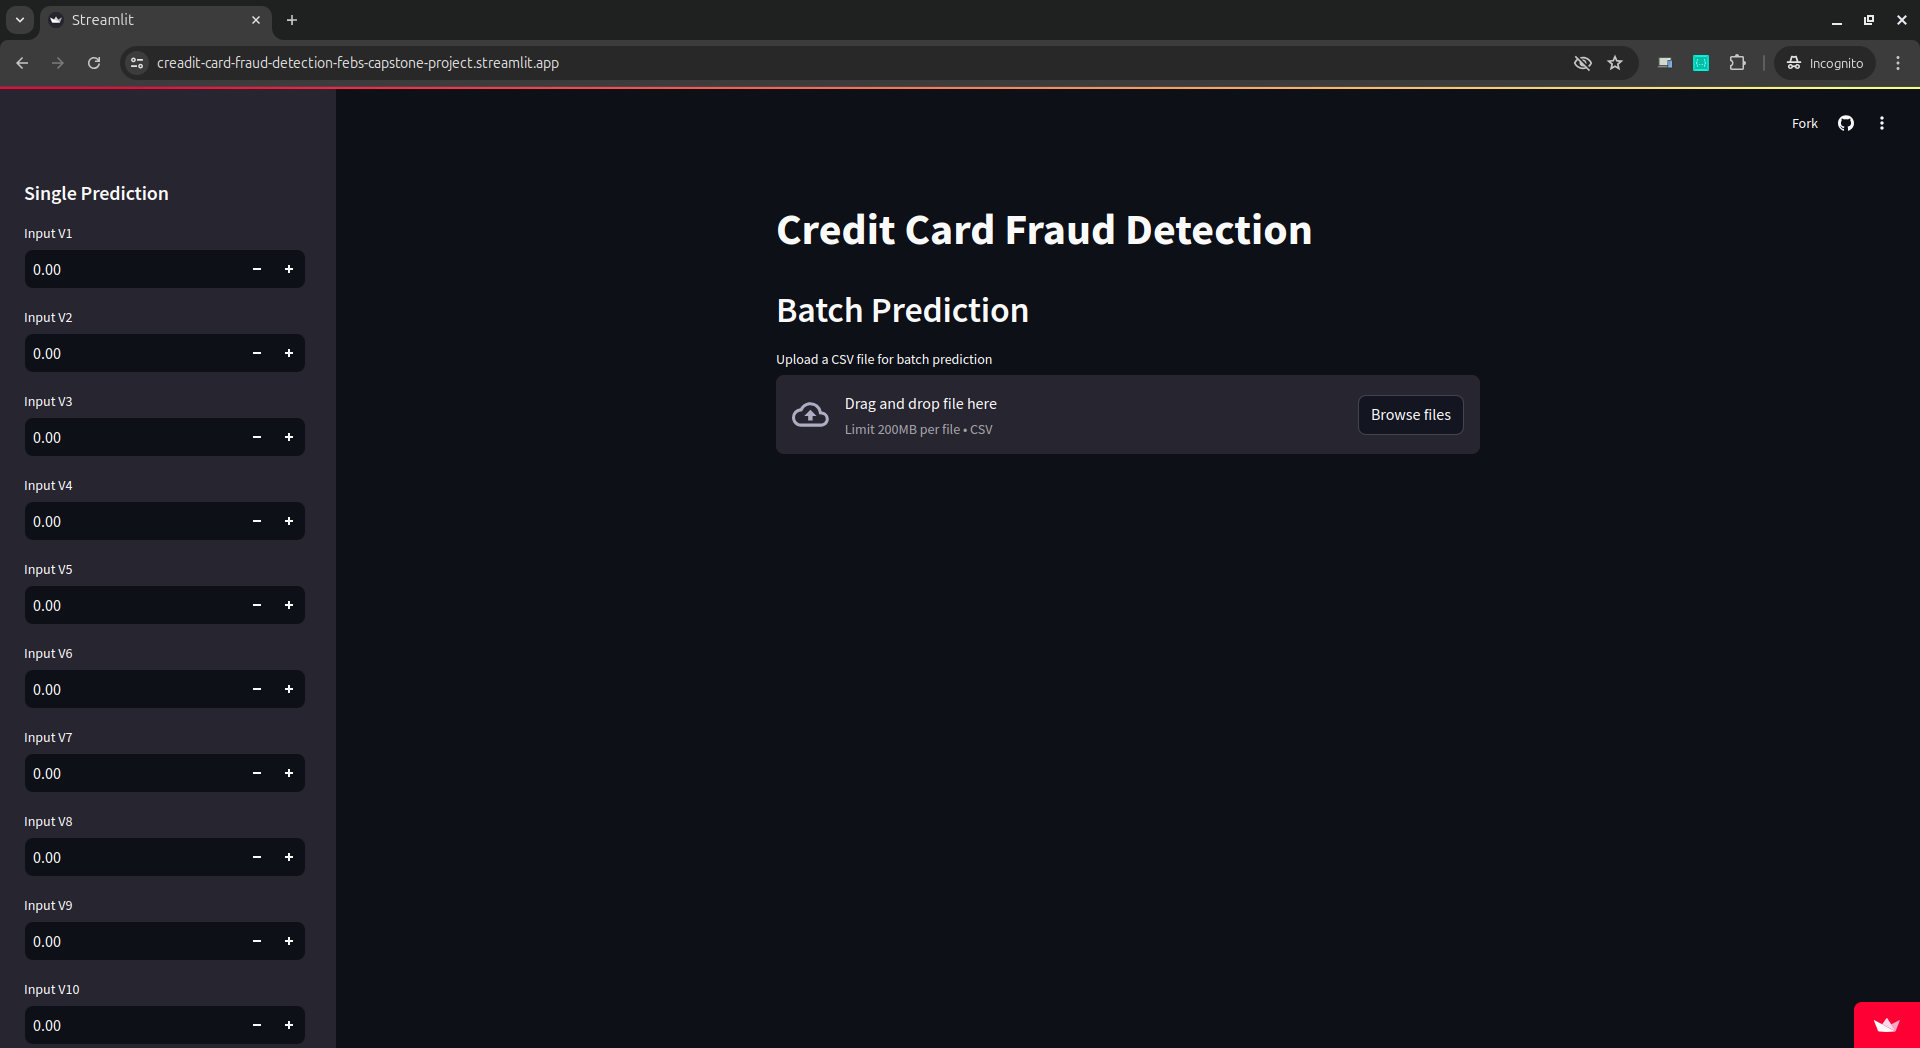 Streamlit
creadit-card-fraud-detection-febs-capstone-project.streamlit.app
Incognito
Fork
Single Prediction
Input V1
0.00
Input V2
0.00
Input V3
0.00
Input V4
0.00
Input V5
0.00
Input V6
0.00
Input V7
0.00
Input V8
0.00
Input V9
0.00
Input V10
0.00
Credit Card Fraud Detection
Batch Prediction
Upload a CSV file for batch prediction
Drag and drop file here
Limit 200MB per file • CSV
Browse files